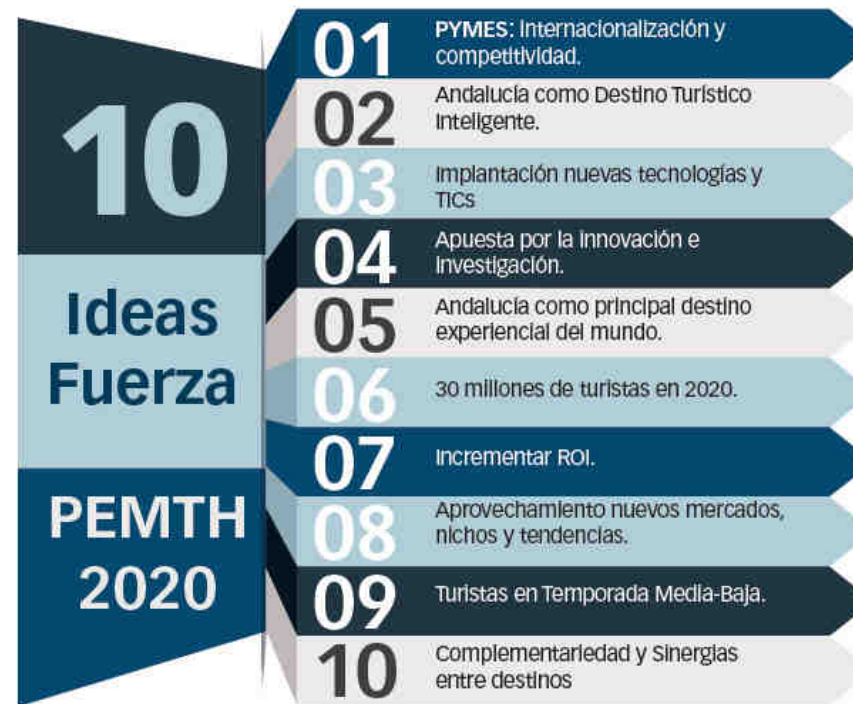 10
Ideas
Fuerza
PEMTH
2020
01
PYMES: Internacionalización y
competitividad.
02
Andalucía como Destino Turístico
Inteligente.
03
Implantación nuevas tecnologías y
TICs
04
Apuesta por la Innovación e
Investigación.
05
Andalucía como principal destino
experiencial del mundo.
06
30 millones de turistas en 2020.
07
Incrementar ROI.
08
Aprovechamiento nuevos mercados,
nichos y tendencias.
09
Turistas en Temporada Media-Baja.
10
Complementariedad y Sinergias
entre destinos